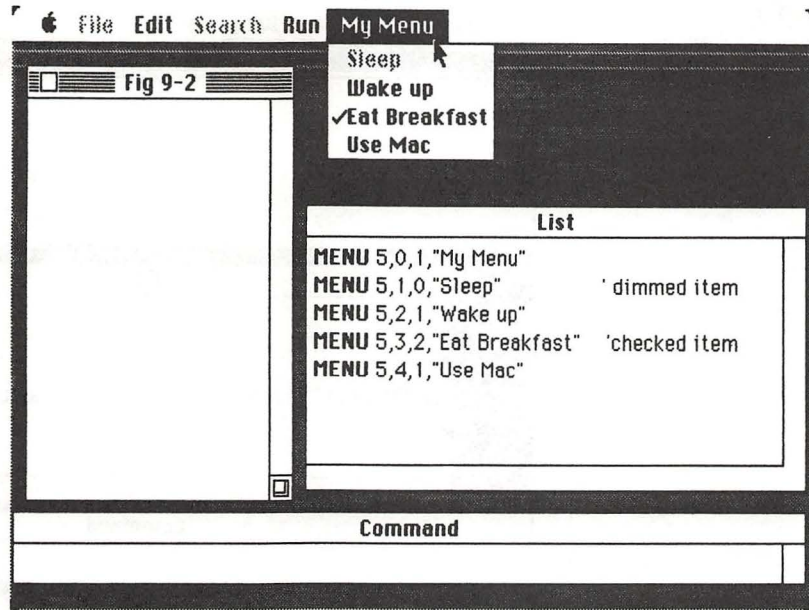 File Edit Search Run My Menu
Sleep
Wake up
✓Eat Breakfast
Use Mac
Fig 9-2
List
MENU 5,0,1,"My Menu"
MENU 5,1,0,"Sleep" ' dimmed item
MENU 5,2,1,"Wake up"
MENU 5,3,2,"Eat Breakfast" 'checked item
MENU 5,4,1,"Use Mac"
Command